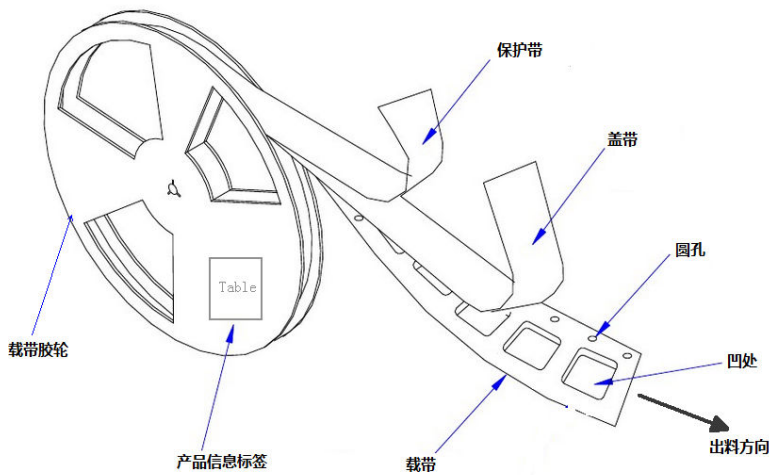 保护带
盖带
圆孔
Table
载带胶轮
凹处
出料方向
产品信息标签
载带